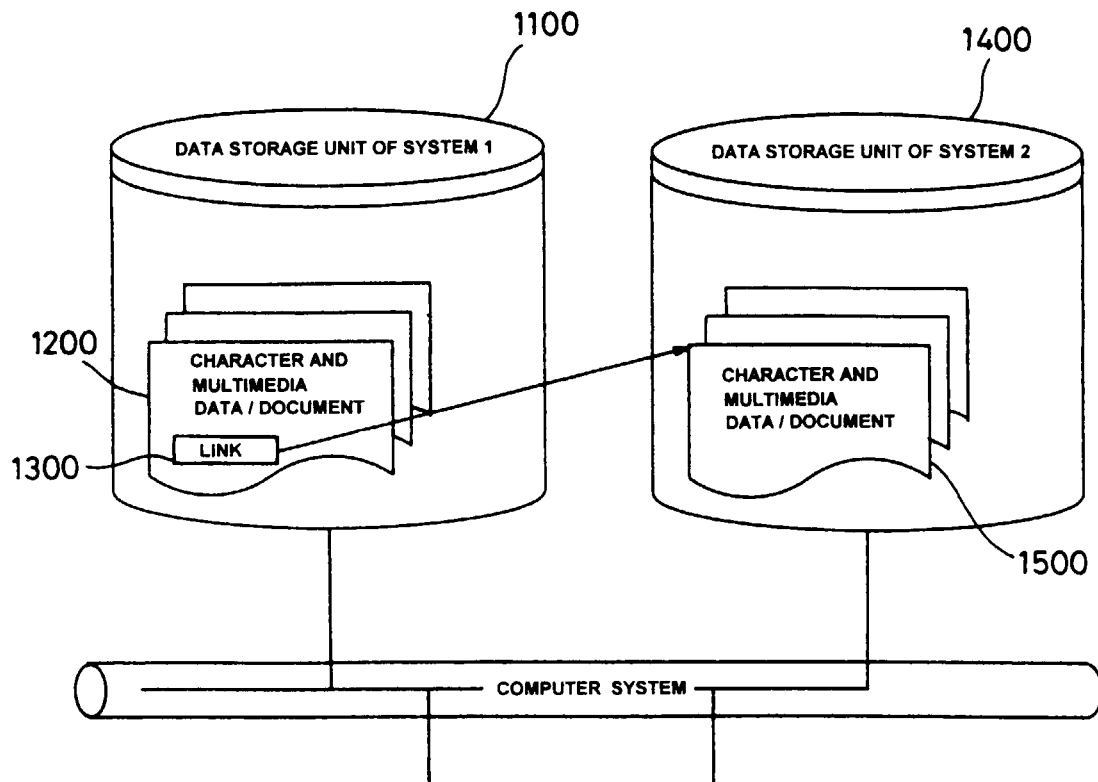 1100
1400
DATA STORAGE UNIT OF SYSTEM 1
DATA STORAGE UNIT OF SYSTEM 2
1200
CHARACTER AND
MULTIMEDIA
DATA / DOCUMENT
LINK
1300
CHARACTER AND
MULTIMEDIA
DATA / DOCUMENT
1500
COMPUTER SYSTEM